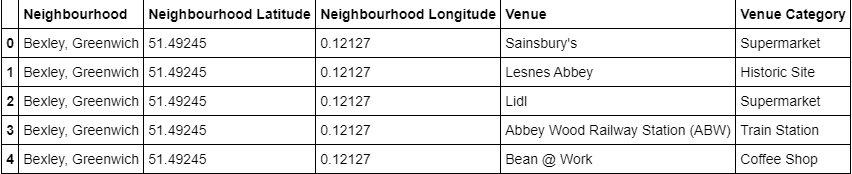 Neighbourhood Neighbourhood Latitude Neighbourhood Longitude Venue Venue Category
0 Bexley, Greenwich 51.49245 0.12127 Sainsbury's Supermarket
1 Bexley, Greenwich 51.49245 0.12127 Lesnes Abbey Historic Site
2 Bexley, Greenwich 51.49245 0.12127 Lidl Supermarket
3 Bexley, Greenwich 51.49245 0.12127 Abbey Wood Railway Station (ABW) Train Station
4 Bexley, Greenwich 51.49245 0.12127 Bean @ Work Coffee Shop